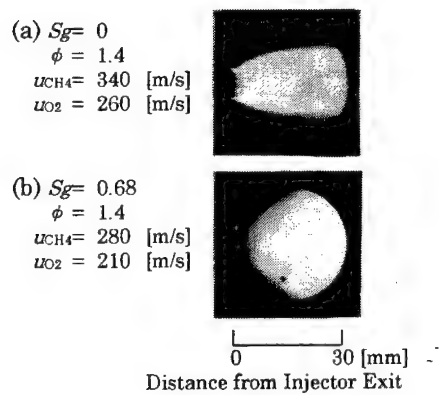 (a) Sg= 0
ϕ = 1.4
uCH4= 340 [m/s]
uO2 = 260 [m/s]
(b) Sg= 0.68
ϕ = 1.4
uCH4= 280 [m/s]
uO2 = 210 [m/s]
0 30 [mm]
Distance from Injector Exit